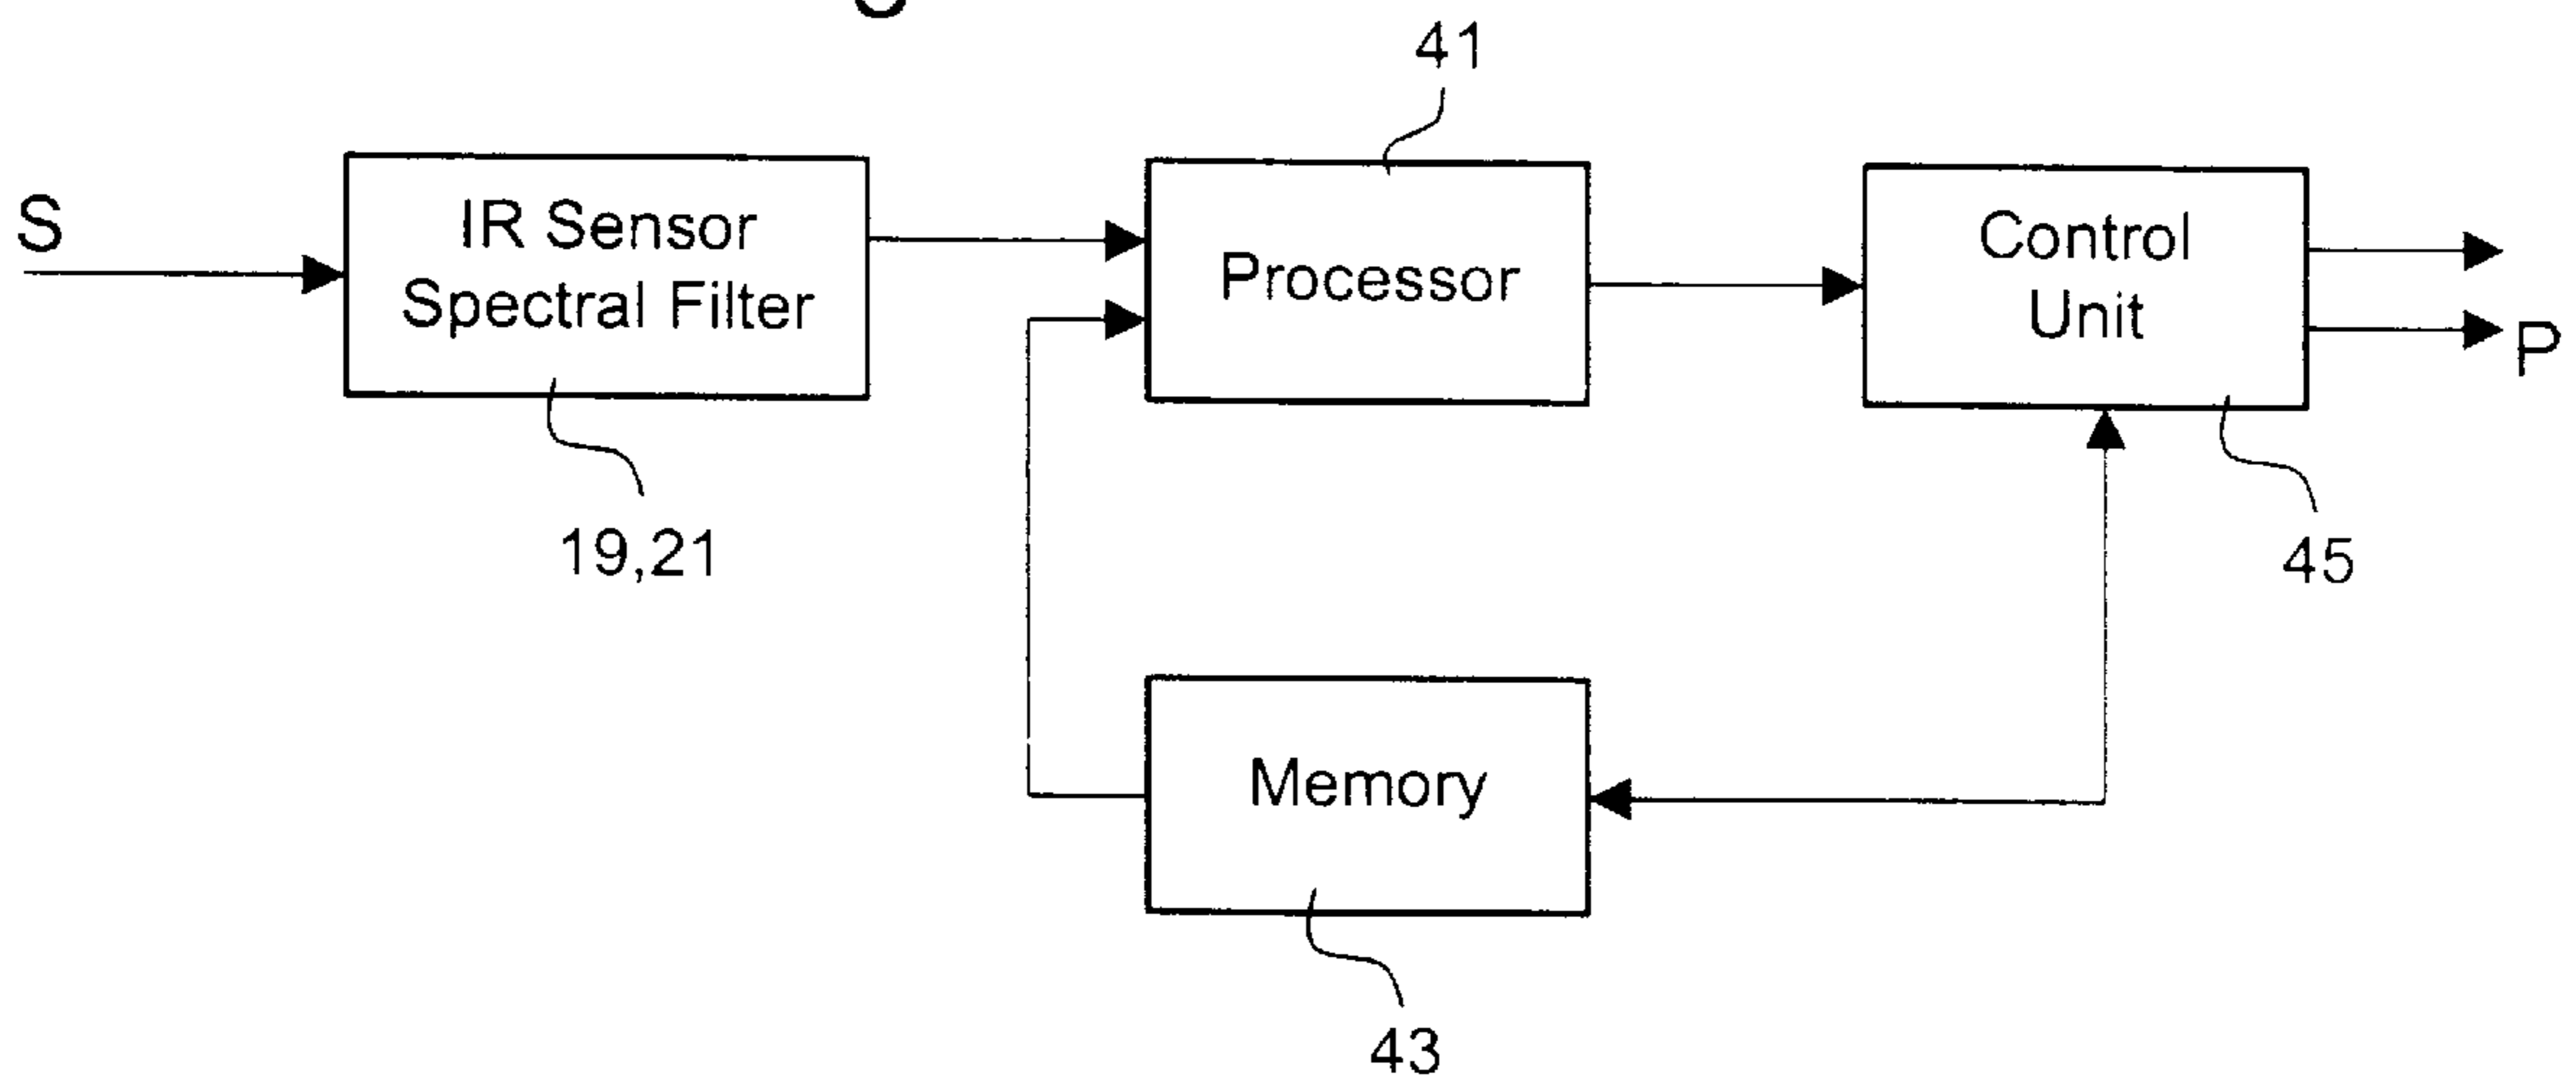 41
S
IR Sensor
Spectral Filter
Processor
Control
Unit
P
19,21
45
Memory
43